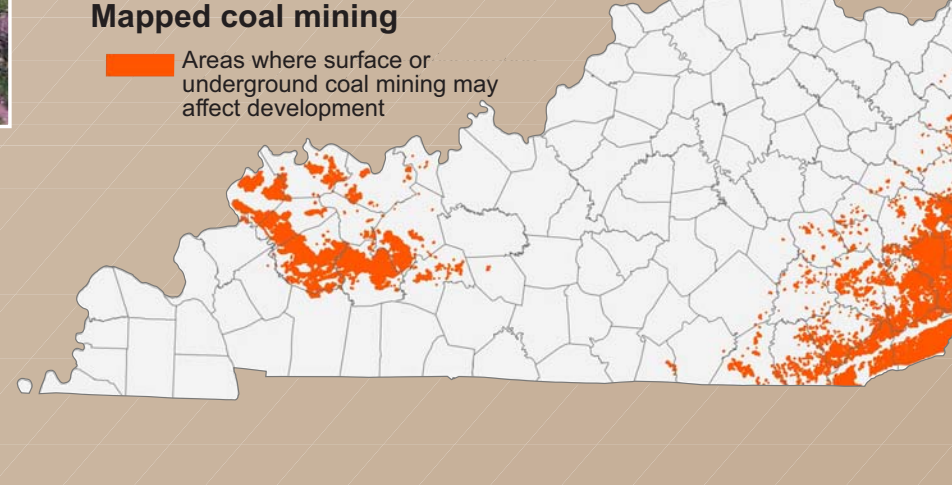 Mapped coal mining
Areas where surface or
underground coal mining may
affect development